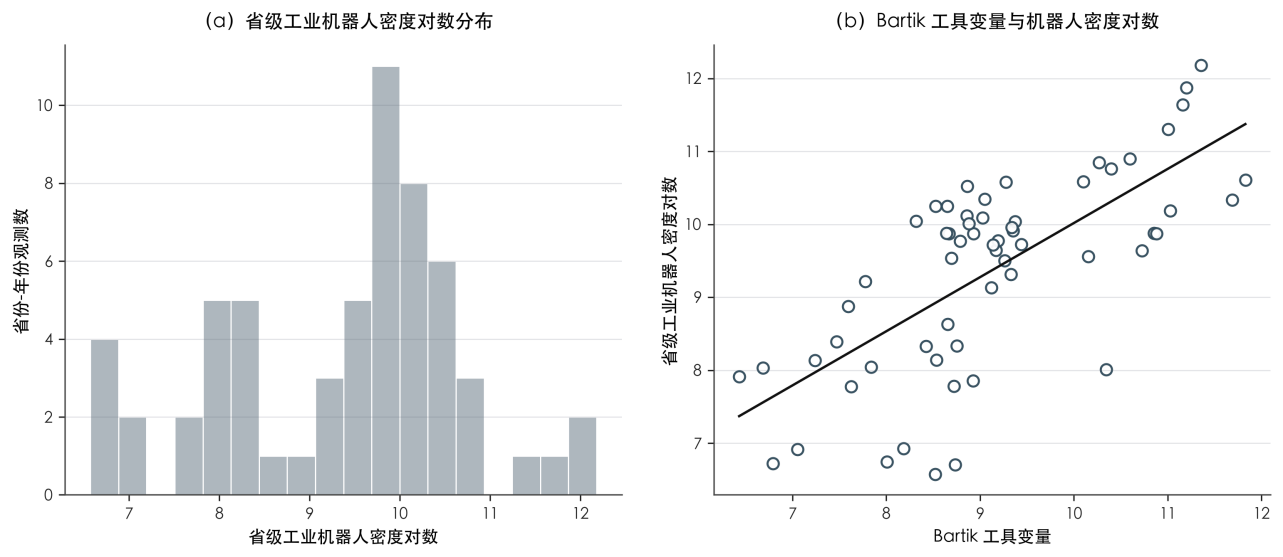 (a) 省级工业机器人密度对数分布
10
8
6
4
2
0
省份-年份观测数
7 8 9 10 11 12
省级工业机器人密度对数
(b) Bartik 工具变量与机器人密度对数
12
11
10
9
8
7
省级工业机器人密度对数
7 8 9 10 11 12
Bartik 工具变量